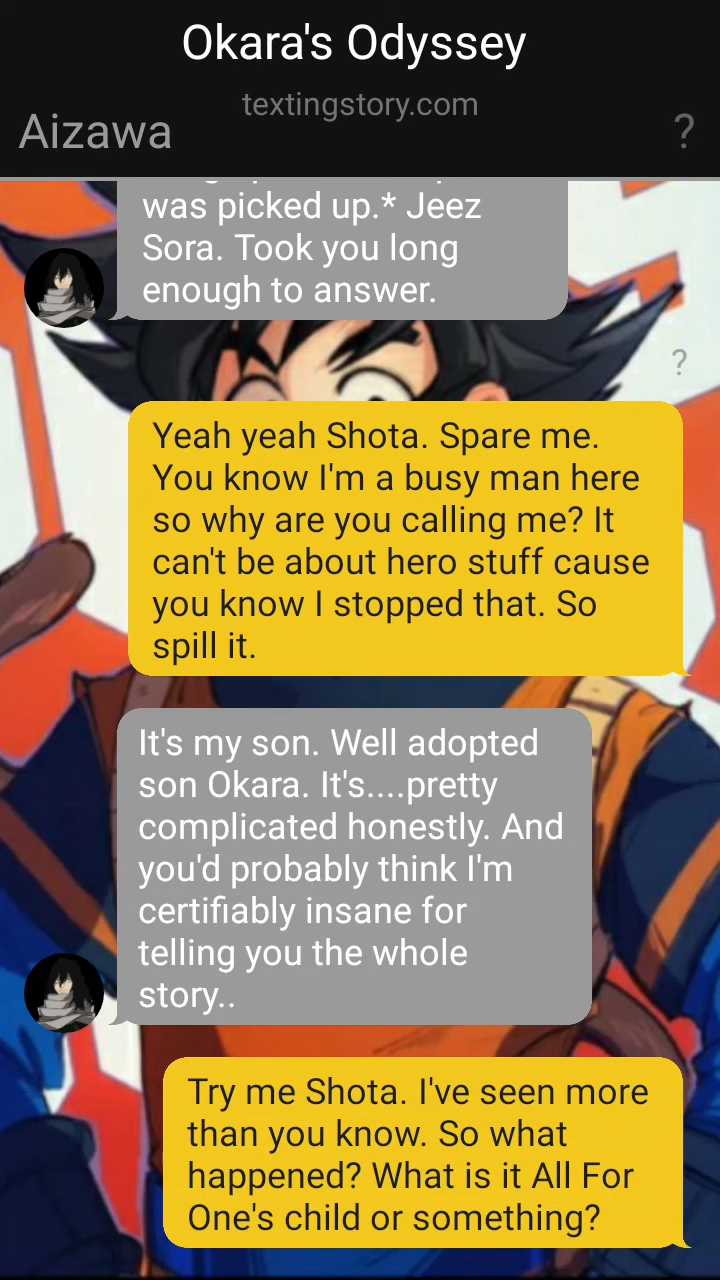 Okara's Odyssey
textingstory.com
Aizawa
?
was picked up.* Jeez
Sora. Took you long
enough to answer.
?
Yeah yeah Shota. Spare me.
You know I'm a busy man here
so why are you calling me? It
can't be about hero stuff cause
you know I stopped that. So
spill it.
It's my son. Well adopted
son Okara. It's....pretty
complicated honestly. And
you'd probably think I'm
certifiably insane for
telling you the whole
story..
Try me Shota. I've seen more
than you know. So what
happened? What is it All For
One's child or something?